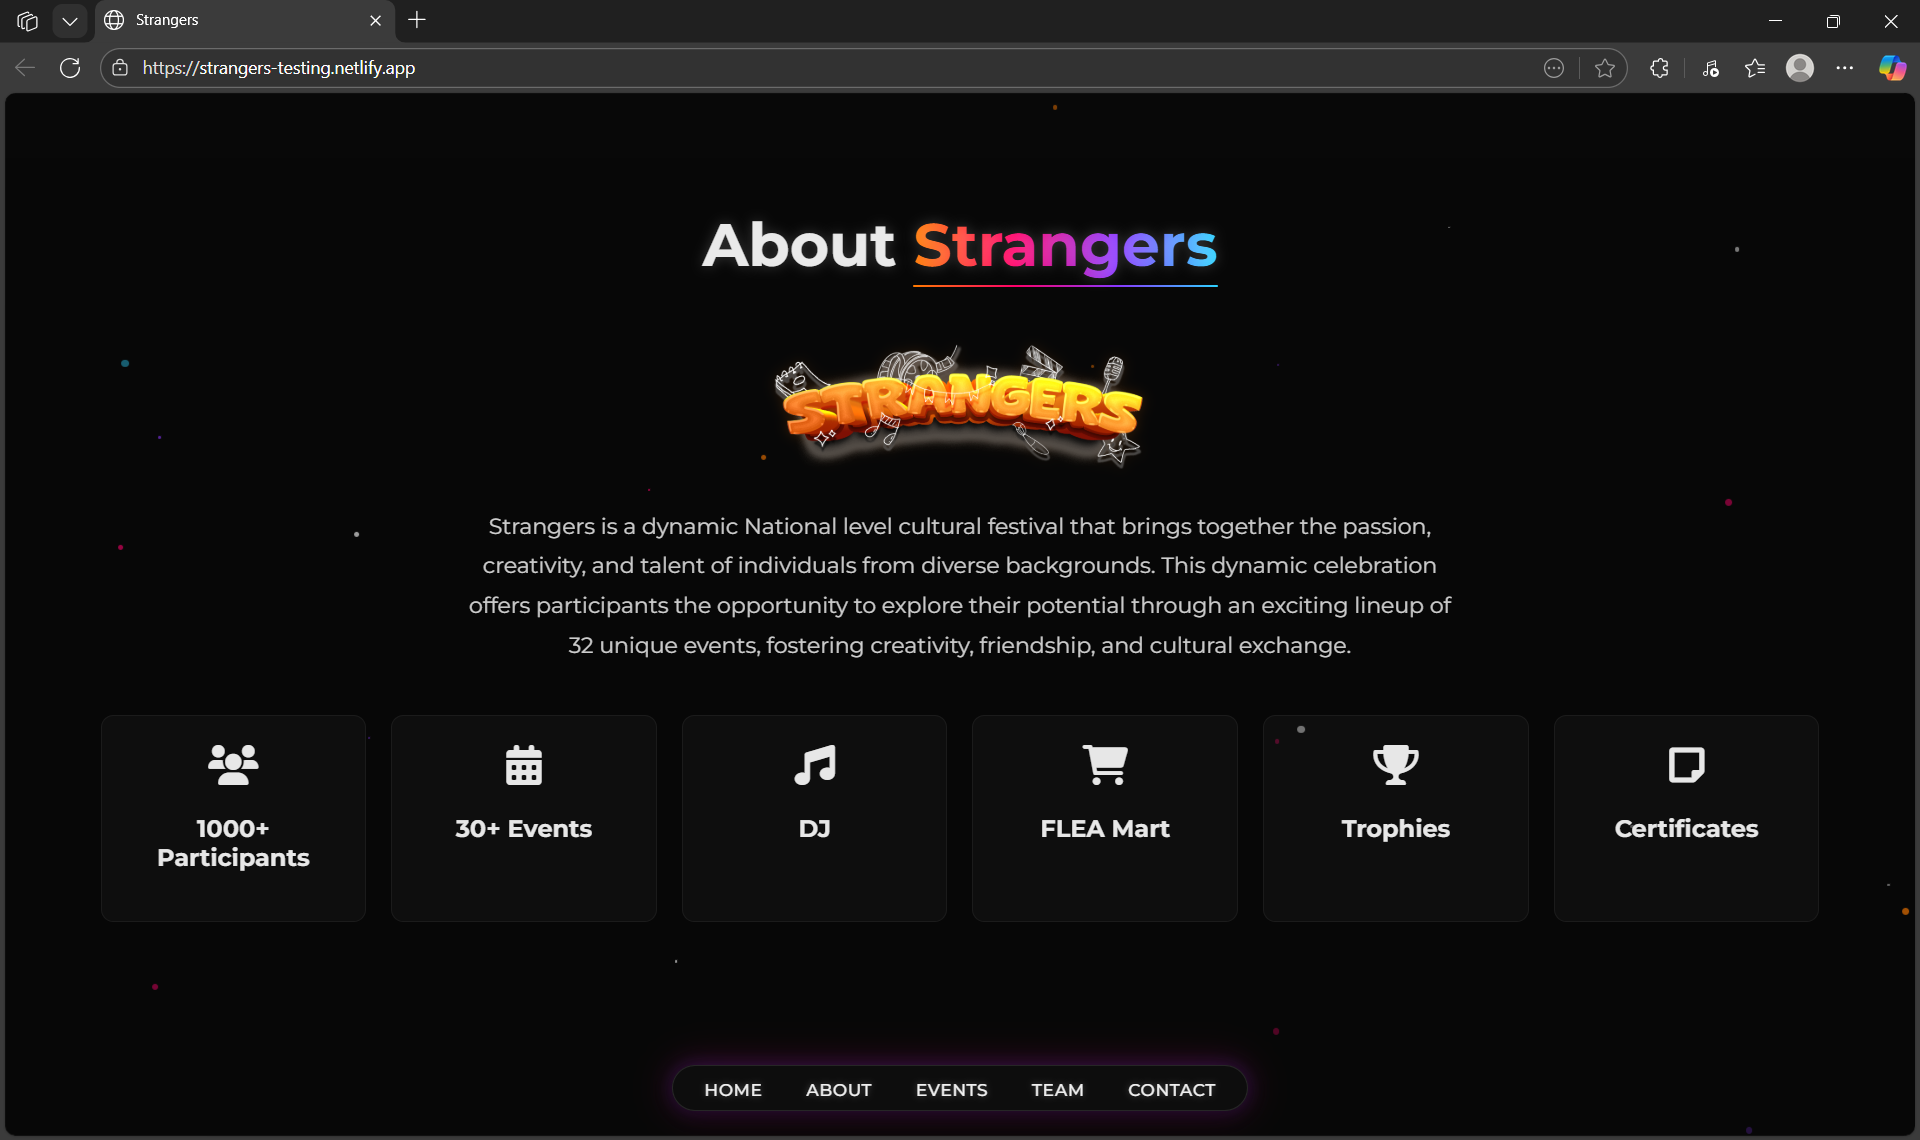 Strangers
https://strangers-testing.netlify.app
About Strangers
STRANGERS
Strangers is a dynamic National level cultural festival that brings together the passion,
creativity, and talent of individuals from diverse backgrounds. This dynamic celebration
offers participants the opportunity to explore their potential through an exciting lineup of
32 unique events, fostering creativity, friendship, and cultural exchange.
1000+
Participants
30+ Events
DJ
FLEA Mart
Trophies
Certificates
HOME ABOUT EVENTS TEAM CONTACT